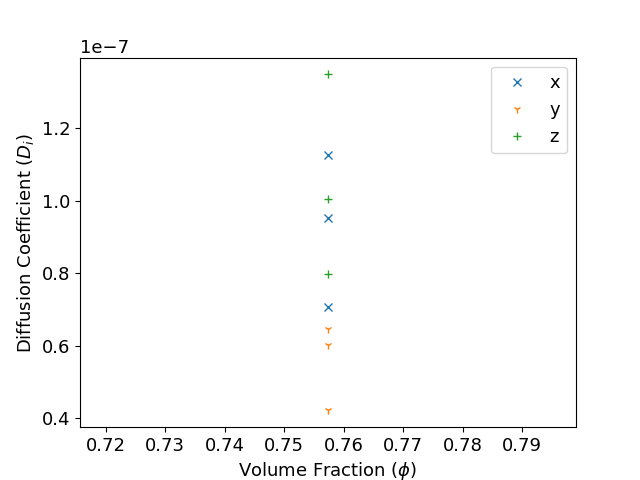 1e−7
x
y
z
1.2
1.0
0.8
0.6
0.4
Diffusion Coefficient (Dᵢ)
0.72 0.73 0.74 0.75 0.76 0.77 0.78 0.79
Volume Fraction (ϕ)